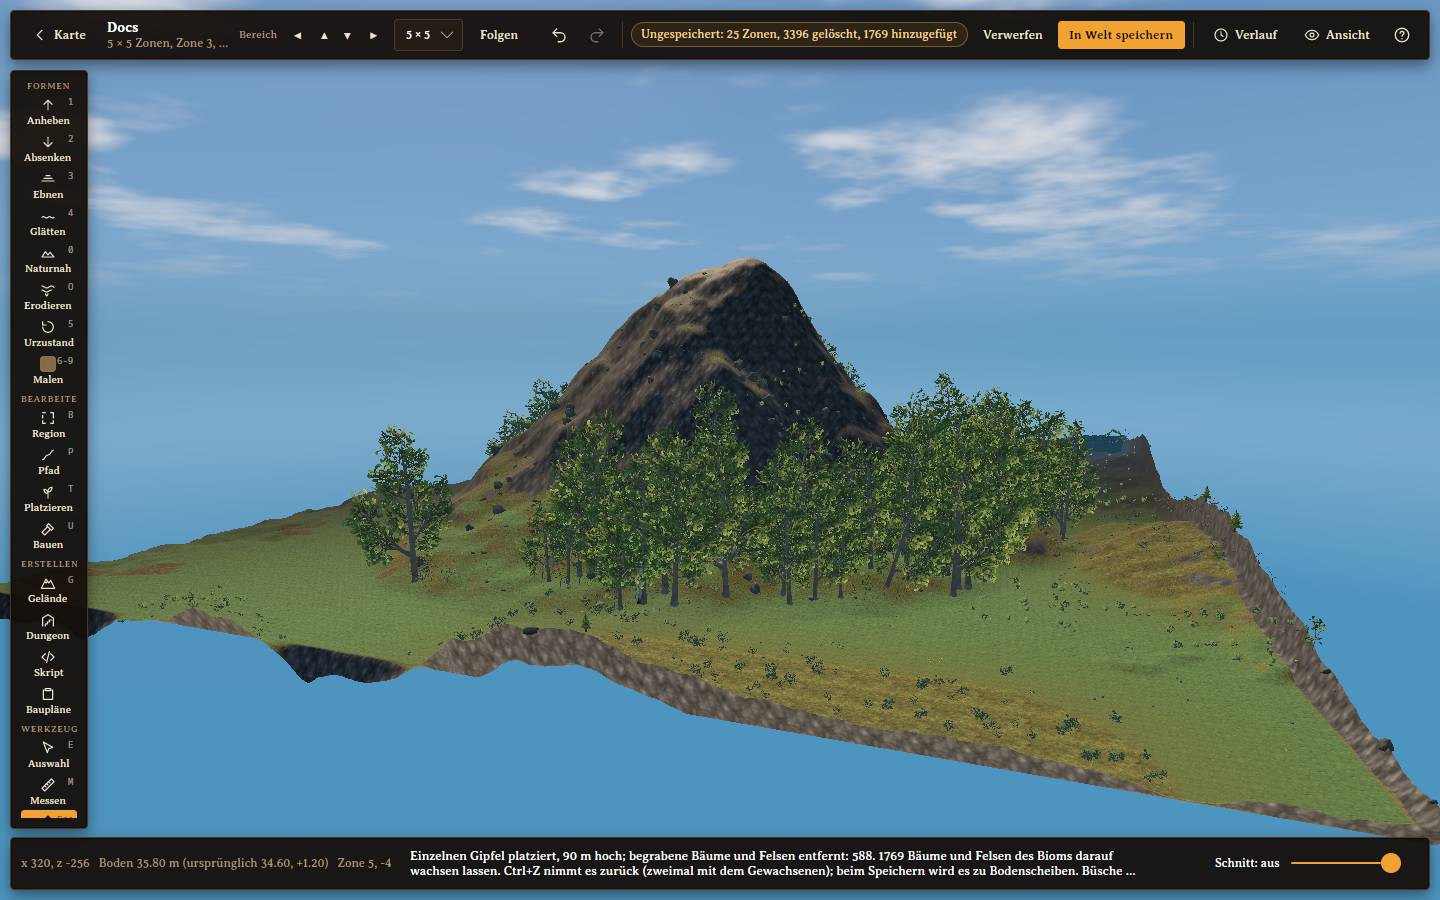 Karte
Docs
5 × 5 Zonen, Zone 3, ...
Bereich
5 × 5
Folgen
Ungespeichert: 25 Zonen, 3396 gelöscht, 1769 hinzugefügt
Verwerfen
In Welt speichern
Verlauf
Ansicht
FORMEN
1
Anheben
2
Absenken
3
Ebnen
4
Glätten
0
Naturnah
O
Erodieren
5
Urzustand
6-9
Malen
BEARBEITE
B
Region
P
Pfad
T
Platzieren
U
Bauen
ERSTELLEN
G
Gelände
Dungeon
Skript
Baupläne
WERKZEUG
E
Auswahl
M
Messen
x 320, z -256 Boden 35.80 m (ursprünglich 34.60, +1.20) Zone 5, -4
Einzelnen Gipfel platziert, 90 m hoch; begrabene Bäume und Felsen entfernt: 588. 1769 Bäume und Felsen des Bioms darauf
wachsen lassen. Ctrl+Z nimmt es zurück (zweimal mit dem Gewachsenen); beim Speichern wird es zu Bodenscheiben. Büsche ...
Schnitt: aus